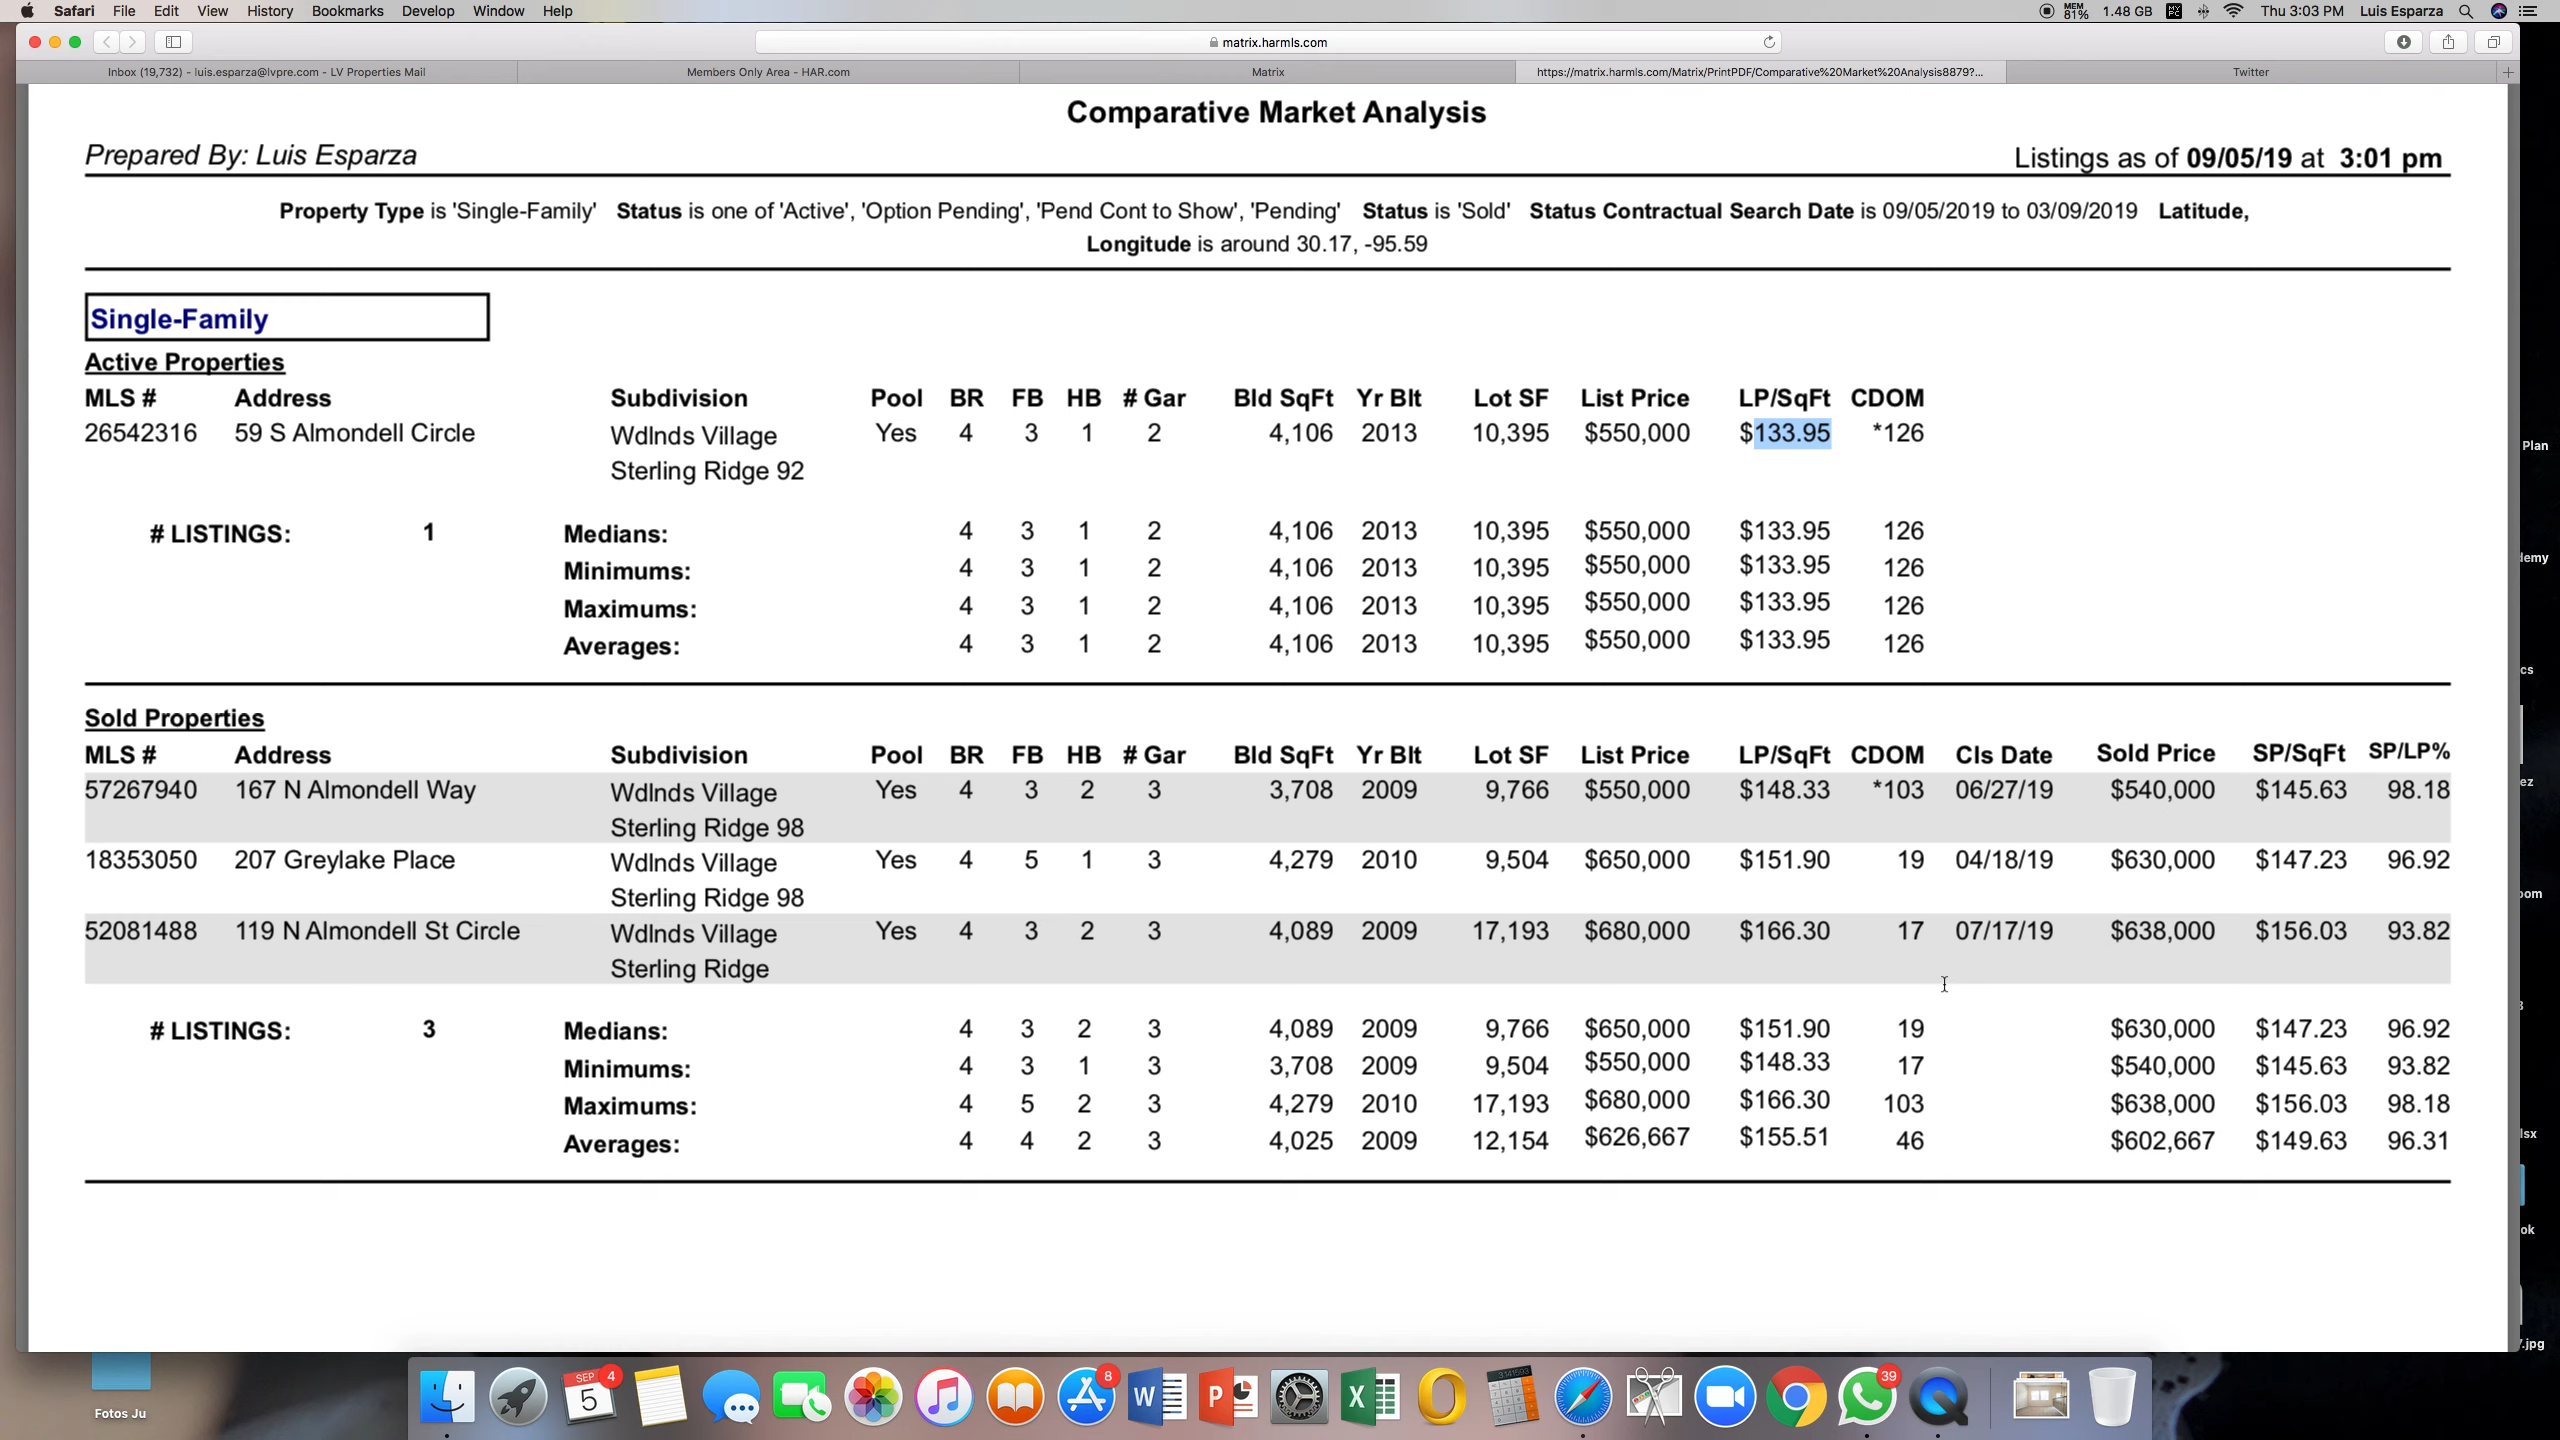 Safari File Edit View History Bookmarks Develop Window Help MEM 81% 1.48 GB Thu 3:03 PM Luis Esparza
matrix.harmls.com
Inbox (19,732) - luis.esparza@lvpre.com - LV Properties Mail Members Only Area - HAR.com Matrix https://matrix.harmls.com/Matrix/PrintPDF/Comparative%20Market%20Analysis8879?... Twitter
Comparative Market Analysis
Prepared By: Luis Esparza Listings as of 09/05/19 at 3:01 pm
Property Type is 'Single-Family' Status is one of 'Active', 'Option Pending', 'Pend Cont to Show', 'Pending' Status is 'Sold' Status Contractual Search Date is 09/05/2019 to 03/09/2019 Latitude,
Longitude is around 30.17, -95.59
Single-Family
Active Properties
MLS # Address Subdivision Pool BR FB HB # Gar Bld SqFt Yr Blt Lot SF List Price LP/SqFt CDOM
26542316 59 S Almondell Circle Wdlnds Village Yes 4 3 1 2 4,106 2013 10,395 $550,000 $133.95 *126
Sterling Ridge 92
# LISTINGS: 1 Medians: 4 3 1 2 4,106 2013 10,395 $550,000 $133.95 126
Minimums: 4 3 1 2 4,106 2013 10,395 $550,000 $133.95 126
Maximums: 4 3 1 2 4,106 2013 10,395 $550,000 $133.95 126
Averages: 4 3 1 2 4,106 2013 10,395 $550,000 $133.95 126
Sold Properties
MLS # Address Subdivision Pool BR FB HB # Gar Bld SqFt Yr Blt Lot SF List Price LP/SqFt CDOM Cls Date Sold Price SP/SqFt SP/LP%
57267940 167 N Almondell Way Wdlnds Village Yes 4 3 2 3 3,708 2009 9,766 $550,000 $148.33 *103 06/27/19 $540,000 $145.63 98.18
Sterling Ridge 98
18353050 207 Greylake Place Wdlnds Village Yes 4 5 1 3 4,279 2010 9,504 $650,000 $151.90 19 04/18/19 $630,000 $147.23 96.92
Sterling Ridge 98
52081488 119 N Almondell St Circle Wdlnds Village Yes 4 3 2 3 4,089 2009 17,193 $680,000 $166.30 17 07/17/19 $638,000 $156.03 93.82
Sterling Ridge
# LISTINGS: 3 Medians: 4 3 2 3 4,089 2009 9,766 $650,000 $151.90 19 $630,000 $147.23 96.92
Minimums: 4 3 1 3 3,708 2009 9,504 $550,000 $148.33 17 $540,000 $145.63 93.82
Maximums: 4 5 2 3 4,279 2010 17,193 $680,000 $166.30 103 $638,000 $156.03 98.18
Averages: 4 4 2 3 4,025 2009 12,154 $626,667 $155.51 46 $602,667 $149.63 96.31
Plan
demy
cs
ez
oom
lsx
ok
.jpg
Fotos Ju
SEP 5 4 8 39